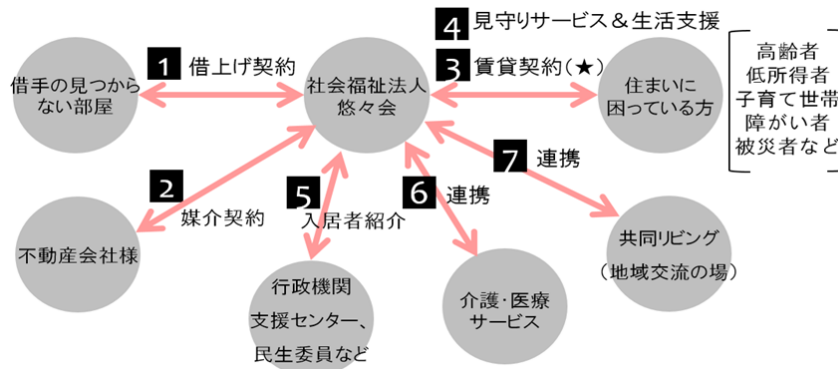 4 見守りサービス＆生活支援
1 借上げ契約
3 賃貸契約(★)
借手の見つから
ない部屋
社会福祉法人
悠々会
住まいに
困っている方
高齢者
低所得者
子育て世帯
障がい者
被災者など
2
媒介契約
5
入居者紹介
6 連携
7 連携
不動産会社様
行政機関
支援センター、
民生委員など
介護・医療
サービス
共同リビング
(地域交流の場)